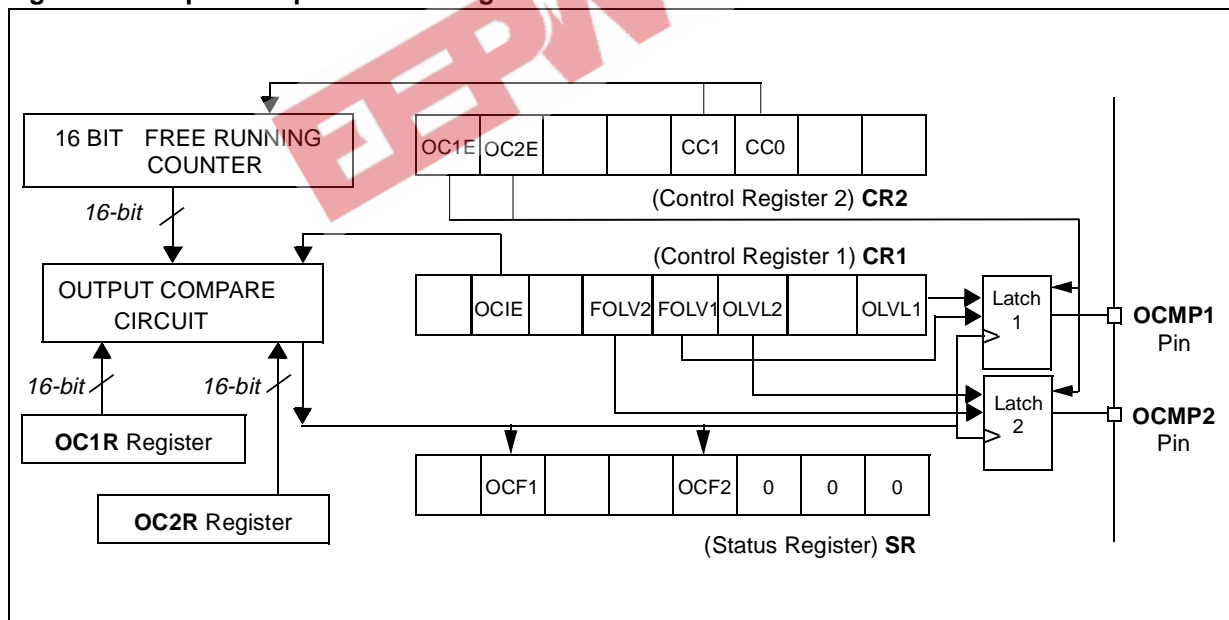 EEPW
16 BIT FREE RUNNING
COUNTER
OC1E OC2E CC1 CC0
(Control Register 2) CR2
16-bit
(Control Register 1) CR1
OUTPUT COMPARE
CIRCUIT
OCIE FOLV2 FOLV1 OLVL2 OLVL1
Latch
1
OCMP1
Pin
16-bit
16-bit
Latch
2
OCMP2
Pin
OC1R Register
OCF1 OCF2 0 0 0
OC2R Register
(Status Register) SR